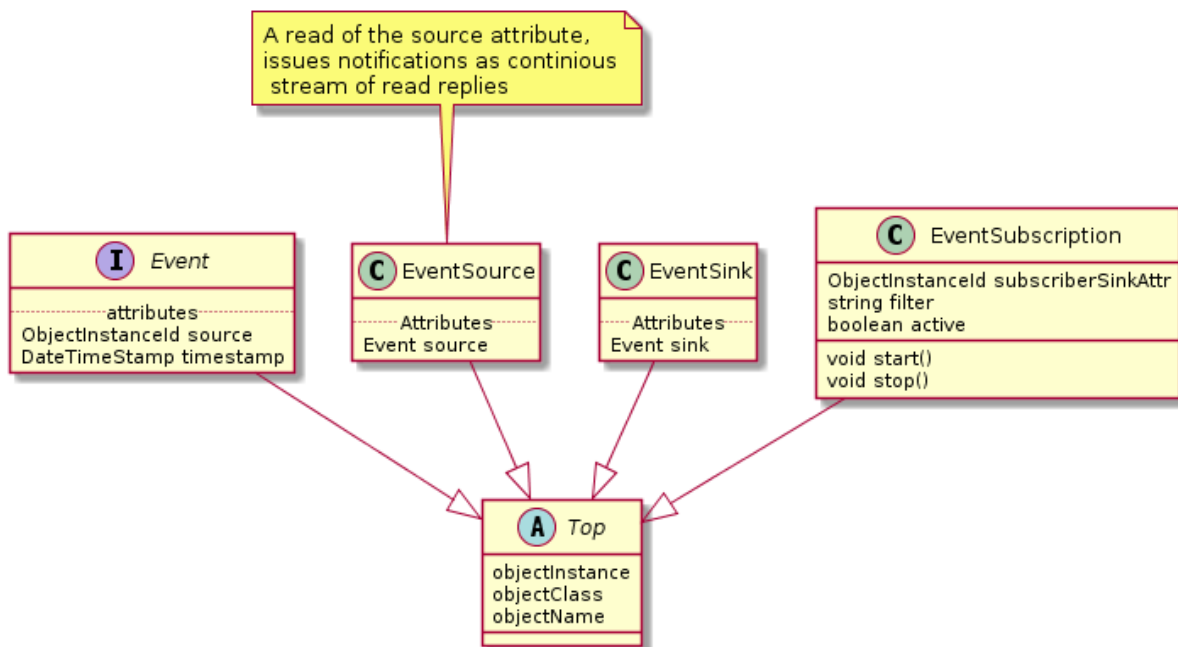 A read of the source attribute,
issues notifications as continious
stream of read replies
I Event
attributes
ObjectInstanceId source
DateTimeStamp timestamp
C EventSource
Attributes
Event source
C EventSink
Attributes
Event sink
C EventSubscription
ObjectInstanceId subscriberSinkAttr
string filter
boolean active
void start()
void stop()
A Top
objectInstance
objectClass
objectName